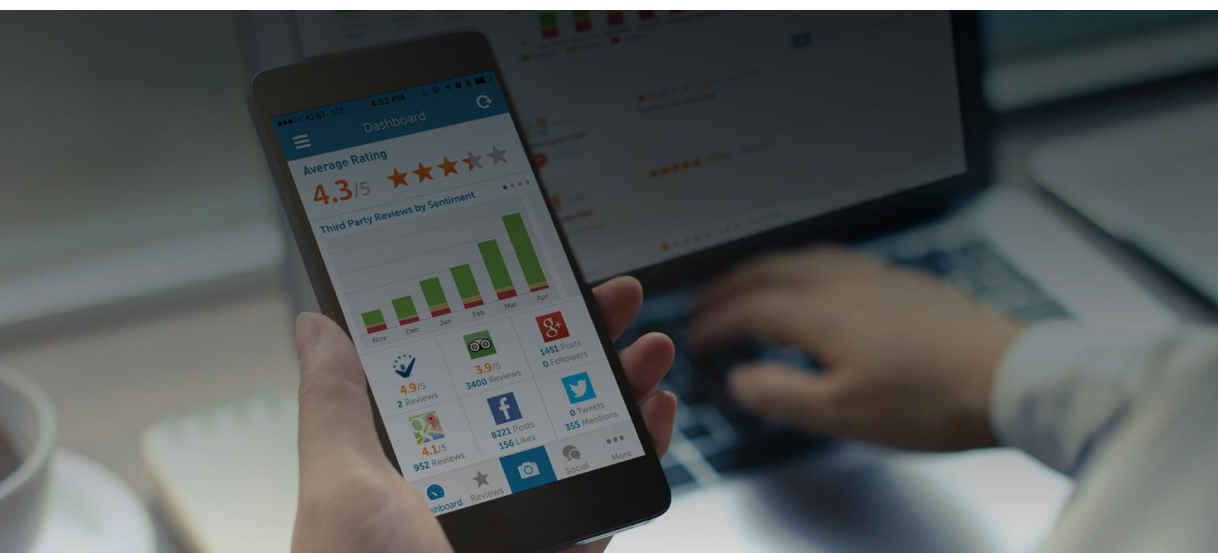 AT&T LTE 4:52 PM
Dashboard
Average Rating
4.3/5
Third Party Reviews by Sentiment
Nov Dec Jan Feb Mar Apr
4.9/5
2 Reviews
3.9/5
3400 Reviews
g+
1451 Posts
0 Followers
4.1/5
952 Reviews
f
8221 Posts
156 Likes
0 Tweets
355 Mentions
shboard Reviews Social More